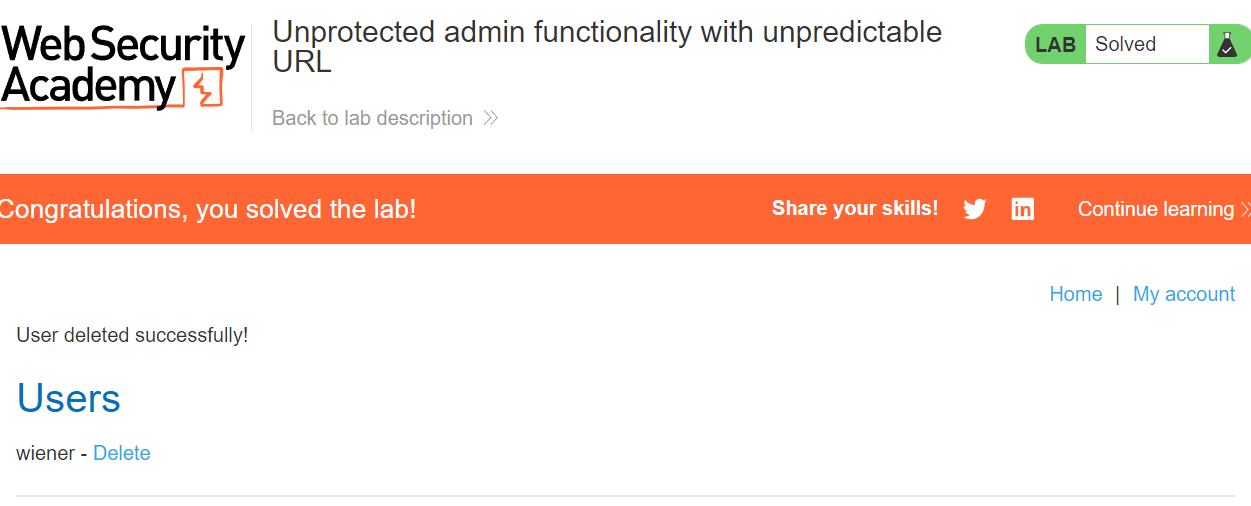 Web Security
Academy
Unprotected admin functionality with unpredictable
URL
Back to lab description
LAB Solved
Congratulations, you solved the lab!
Share your skills!
Continue learning
Home | My account
User deleted successfully!
Users
wiener - Delete